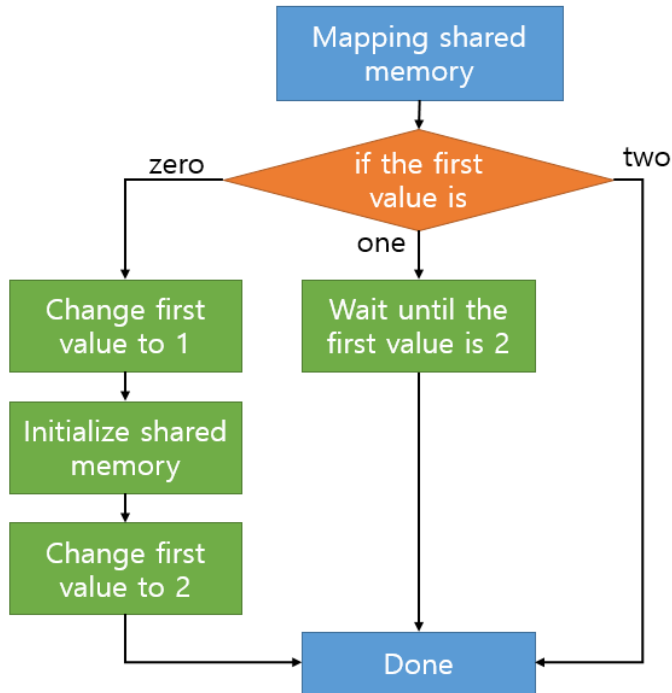 Mapping shared
memory
if the first
value is
zero
two
one
Change first
value to 1
Wait until the
first value is 2
Initialize shared
memory
Change first
value to 2
Done